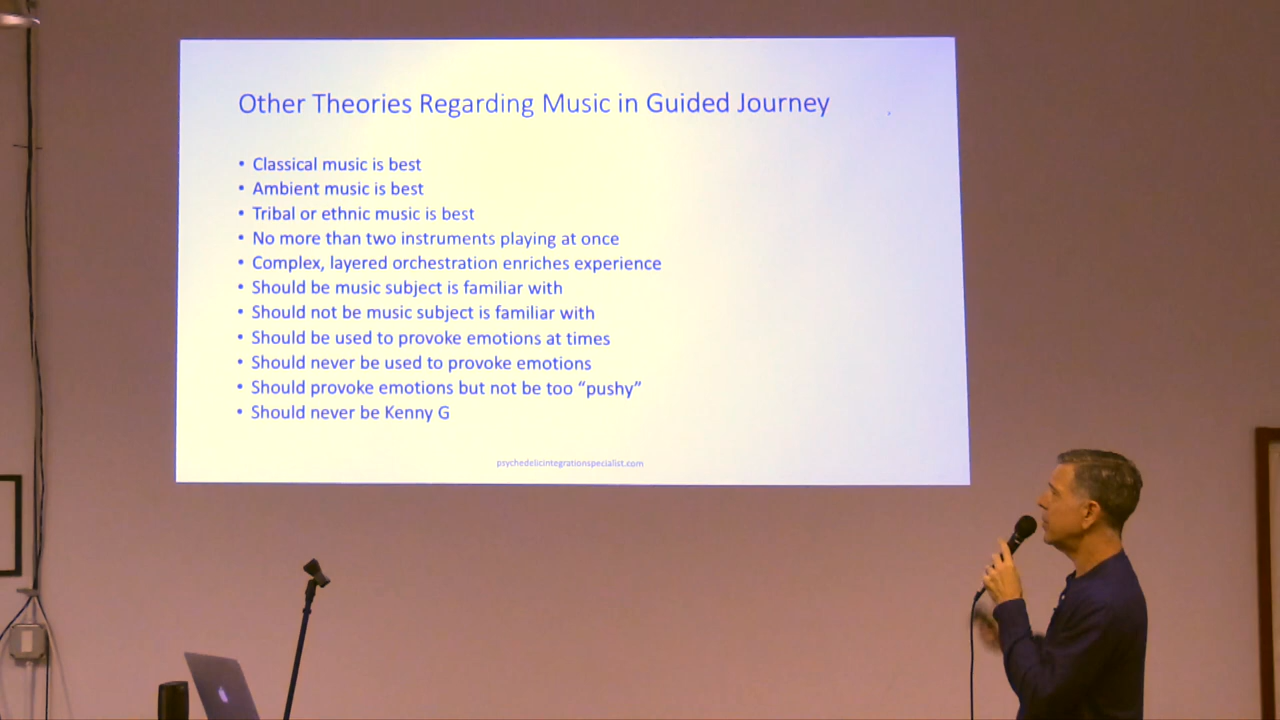 Other Theories Regarding Music in Guided Journey
• Classical music is best
• Ambient music is best
• Tribal or ethnic music is best
• No more than two instruments playing at once
• Complex, layered orchestration enriches experience
• Should be music subject is familiar with
• Should not be music subject is familiar with
• Should be used to provoke emotions at times
• Should never be used to provoke emotions
• Should provoke emotions but not be too “pushy”
• Should never be Kenny G
psychedelicintegrationspecialist.com